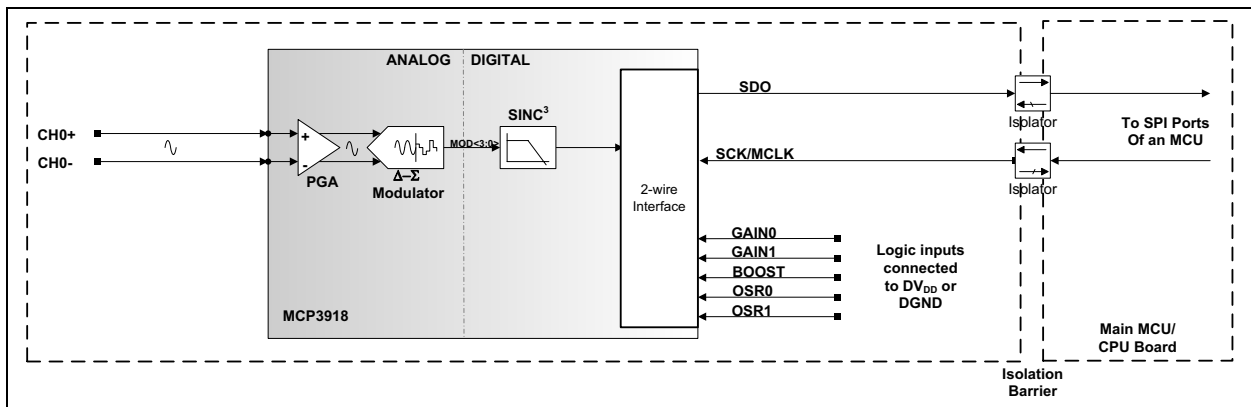 ANALOG
DIGITAL
SDO
Isolator
SINC³
CH0+
CH0-
+
-
PGA
MOD<3:0>
Δ–Σ
Modulator
SCK/MCLK
Isolator
To SPI Ports
Of an MCU
2-wire
Interface
GAIN0
GAIN1
BOOST
OSR0
OSR1
Logic inputs
connected
to DVDD or
DGND
MCP3918
Main MCU/
CPU Board
Isolation
Barrier